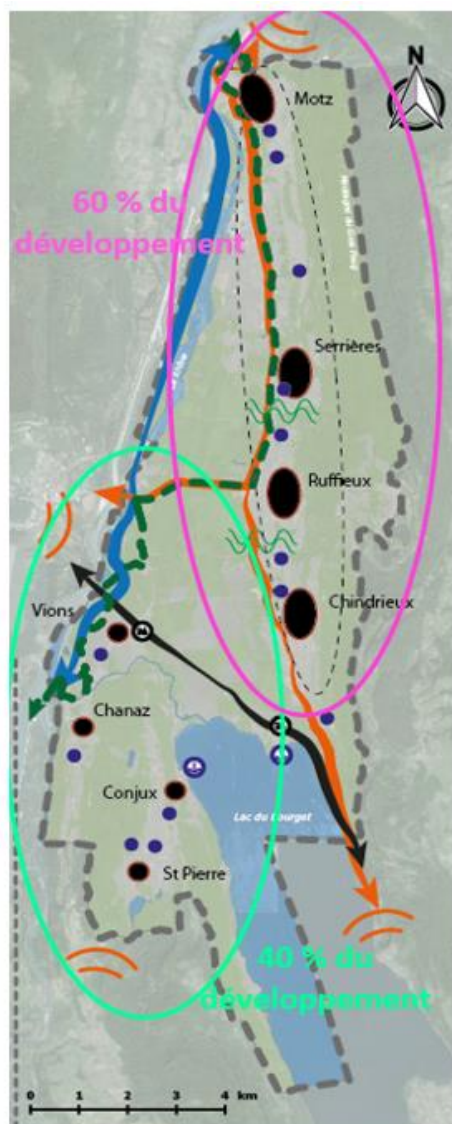 N
Motz
60 % du
développement
Serrières
Ruffieux
Chindrieux
Vions
Chanaz
Conjux
Lac du Bourget
St Pierre
40 % du
développement
0 1 2 3 4 km